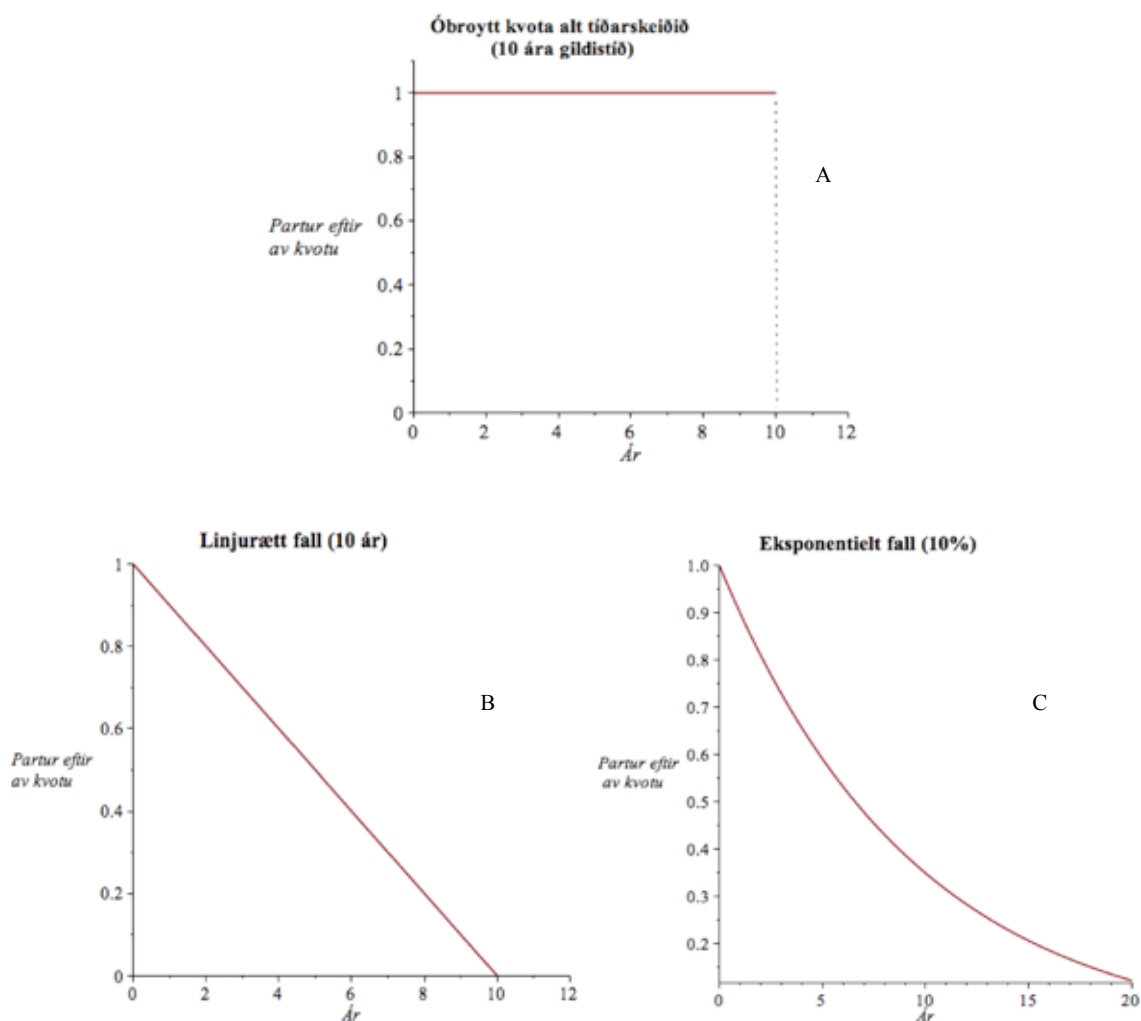 Óbroytt kvota alt tíðarskeiðið
(10 ára gildistíð)
1
0.8
A
0.6
Partur eftir
av kvotu
0.4
0.2
0
0 2 4 6 8 10 12
Ár
Linjurætt fall (10 ár)
1
0.8
B
0.6
Partur eftir
av kvotu
0.4
0.2
0
0 2 4 6 8 10 12
Ár
Eksponentielt fall (10%)
1.0
0.9
0.8
0.7
C
0.6
Partur eftir
av kvotu
0.5
0.4
0.3
0.2
0 5 10 15 20
Ár